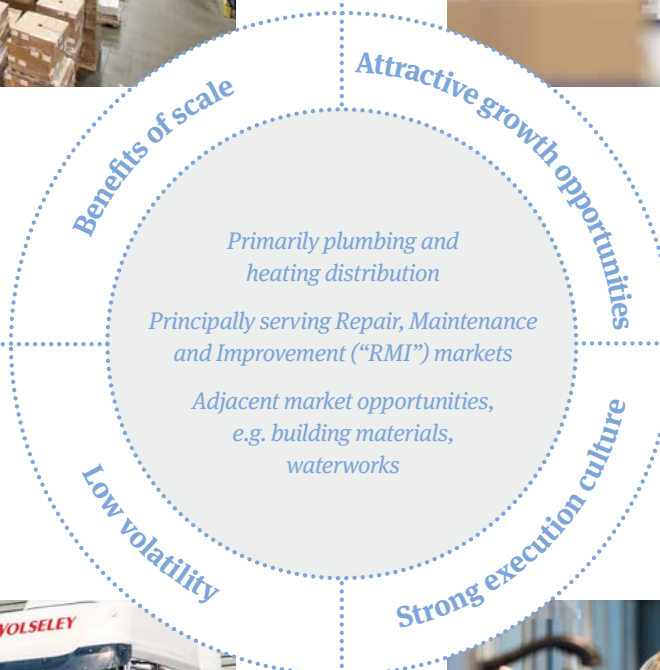 Benefits of scale
Attractive growth opportunities
Primarily plumbing and
heating distribution
Principally serving Repair, Maintenance
and Improvement (“RMI”) markets
Adjacent market opportunities,
e.g. building materials,
waterworks
Low volatility
Strong execution culture
WOLSELEY